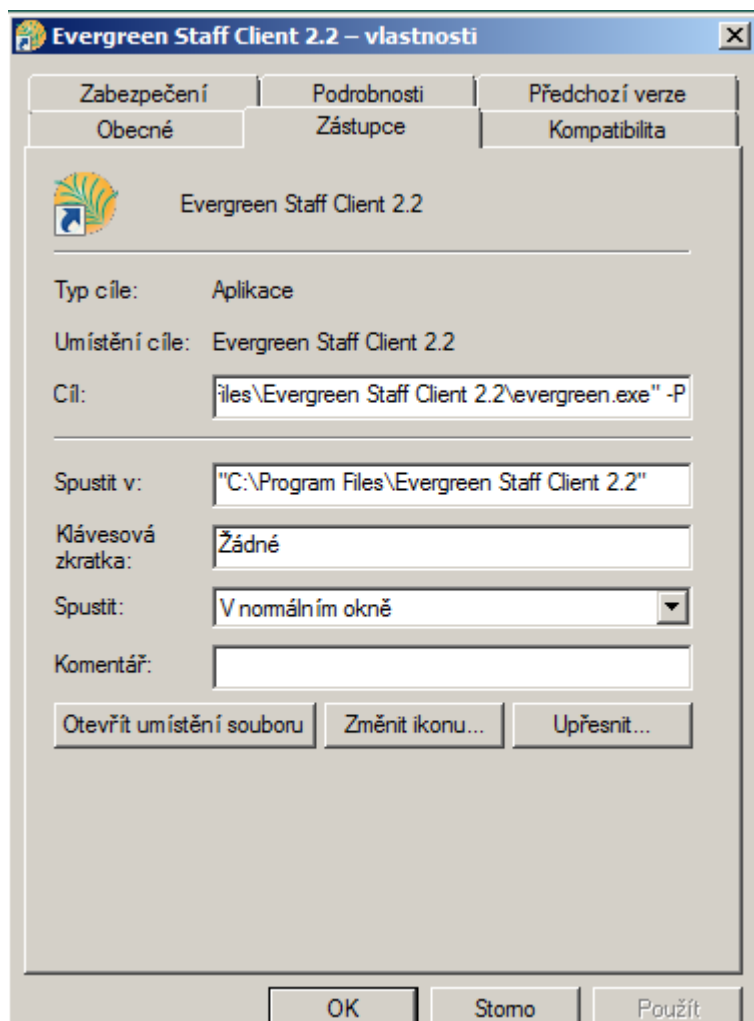 Evergreen Staff Client 2.2 – vlastnosti
Zabezpečení Podrobnosti Předchozí verze
Obecné Zástupce Kompatibilita
Evergreen Staff Client 2.2
Typ cíle: Aplikace
Umístění cíle: Evergreen Staff Client 2.2
Cíl: iles\Evergreen Staff Client 2.2\evergreen.exe" -P
Spustit v: "C:\Program Files\Evergreen Staff Client 2.2"
Klávesová
zkratka: Žádné
Spustit: V normálním okně
Komentář:
Otevřít umístění souboru Změnit ikonu... Upřesnit...
OK Storno Použít